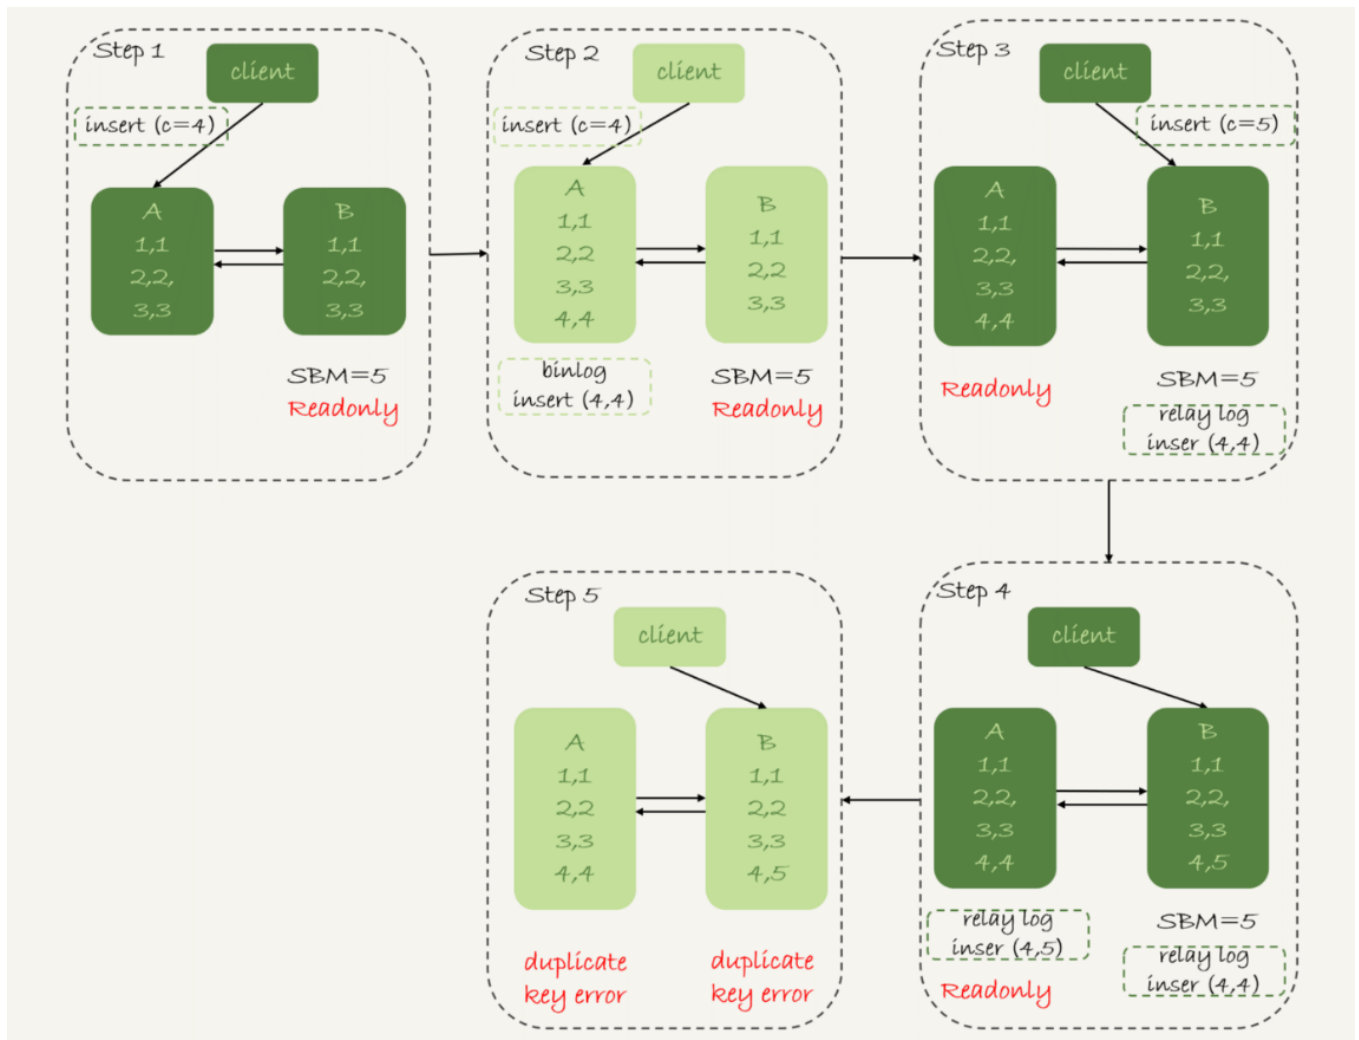 Step 1
client
insert (c=4)
A
1,1
2,2,
3,3
B
1,1
2,2,
3,3
SBM=5
Readonly
Step 2
client
insert (c=4)
A
1,1
2,2
3,3
4,4
B
1,1
2,2
3,3
binlog
insert (4,4)
SBM=5
Readonly
Step 3
client
insert (c=5)
A
1,1
2,2,
3,3
4,4
B
1,1
2,2,
3,3
Readonly
SBM=5
relay log
inser (4,4)
Step 4
client
A
1,1
2,2,
3,3
4,4
B
1,1
2,2,
3,3
4,5
relay log
inser (4,5)
Readonly
SBM=5
relay log
inser (4,4)
Step 5
client
A
1,1
2,2
3,3
4,4
B
1,1
2,2
3,3
4,5
duplicate
key error
duplicate
key error